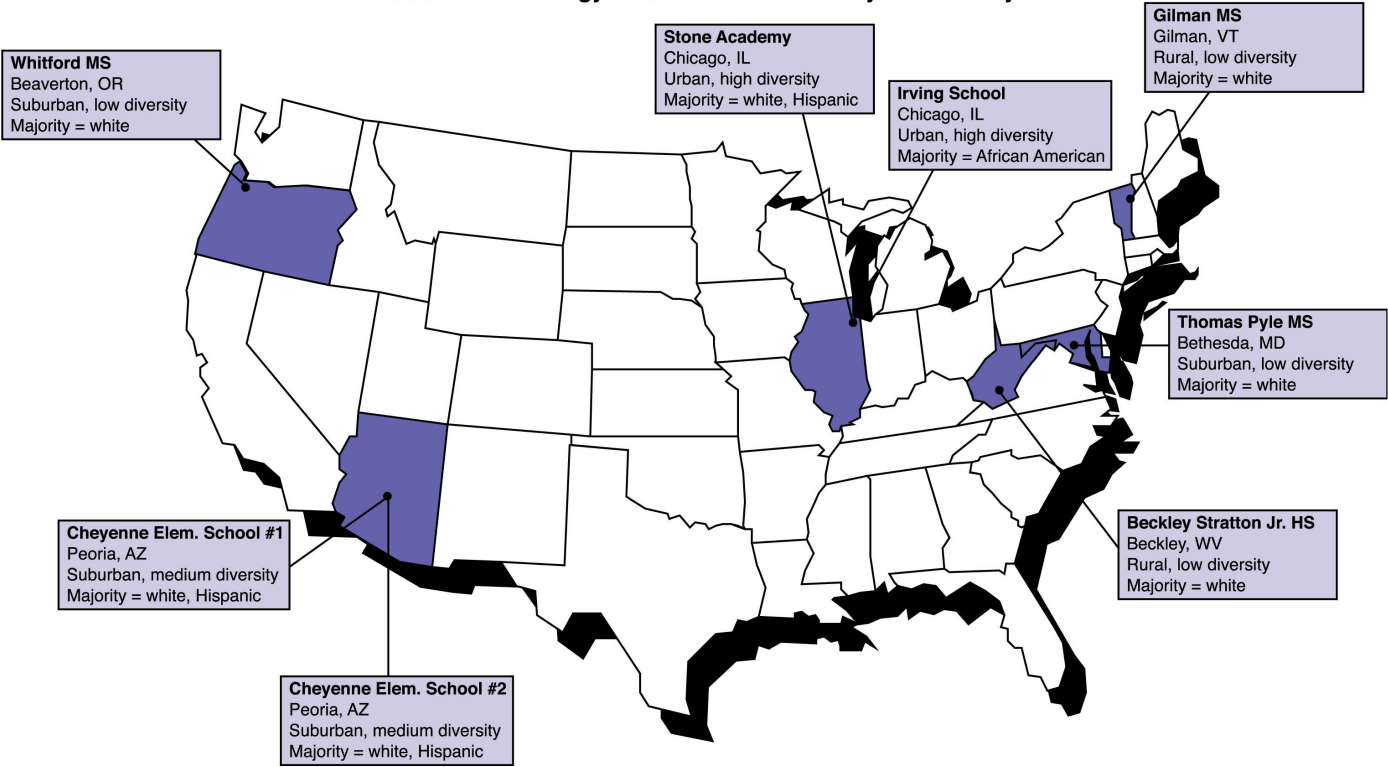 Whitford MS
Beaverton, OR
Suburban, low diversity
Majority = white
Stone Academy
Chicago, IL
Urban, high diversity
Majority = white, Hispanic
Irving School
Chicago, IL
Urban, high diversity
Majority = African American
Gilman MS
Gilman, VT
Rural, low diversity
Majority = white
Thomas Pyle MS
Bethesda, MD
Suburban, low diversity
Majority = white
Cheyenne Elem. School #1
Peoria, AZ
Suburban, medium diversity
Majority = white, Hispanic
Beckley Stratton Jr. HS
Beckley, WV
Rural, low diversity
Majority = white
Cheyenne Elem. School #2
Peoria, AZ
Suburban, medium diversity
Majority = white, Hispanic